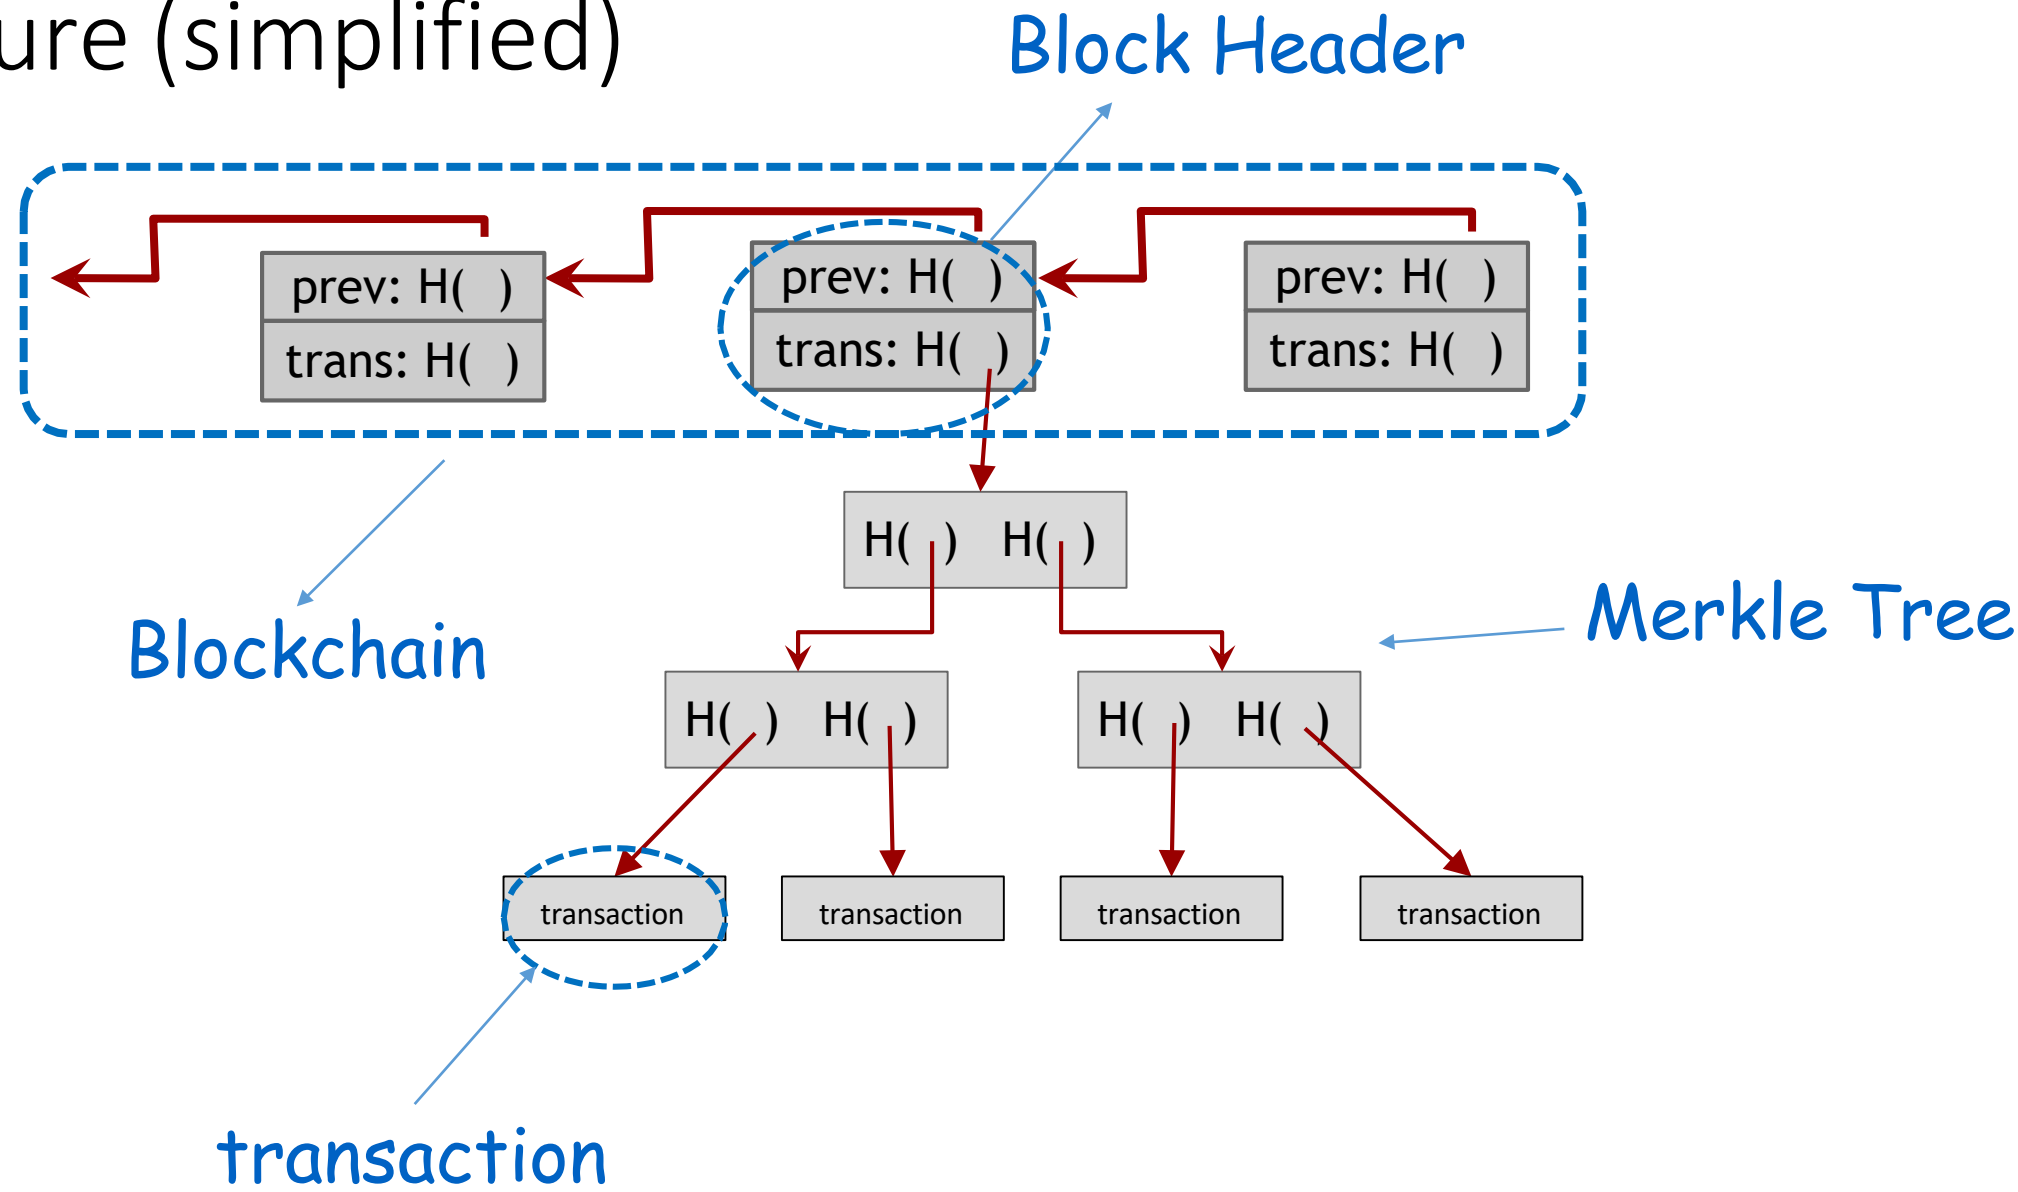 ure (simplified)
Block Header
prev: H( )
trans: H( )
prev: H( )
trans: H( )
prev: H( )
trans: H( )
H( ) H( )
Blockchain
Merkle Tree
H( ) H( )
H( ) H( )
transaction
transaction
transaction
transaction
transaction